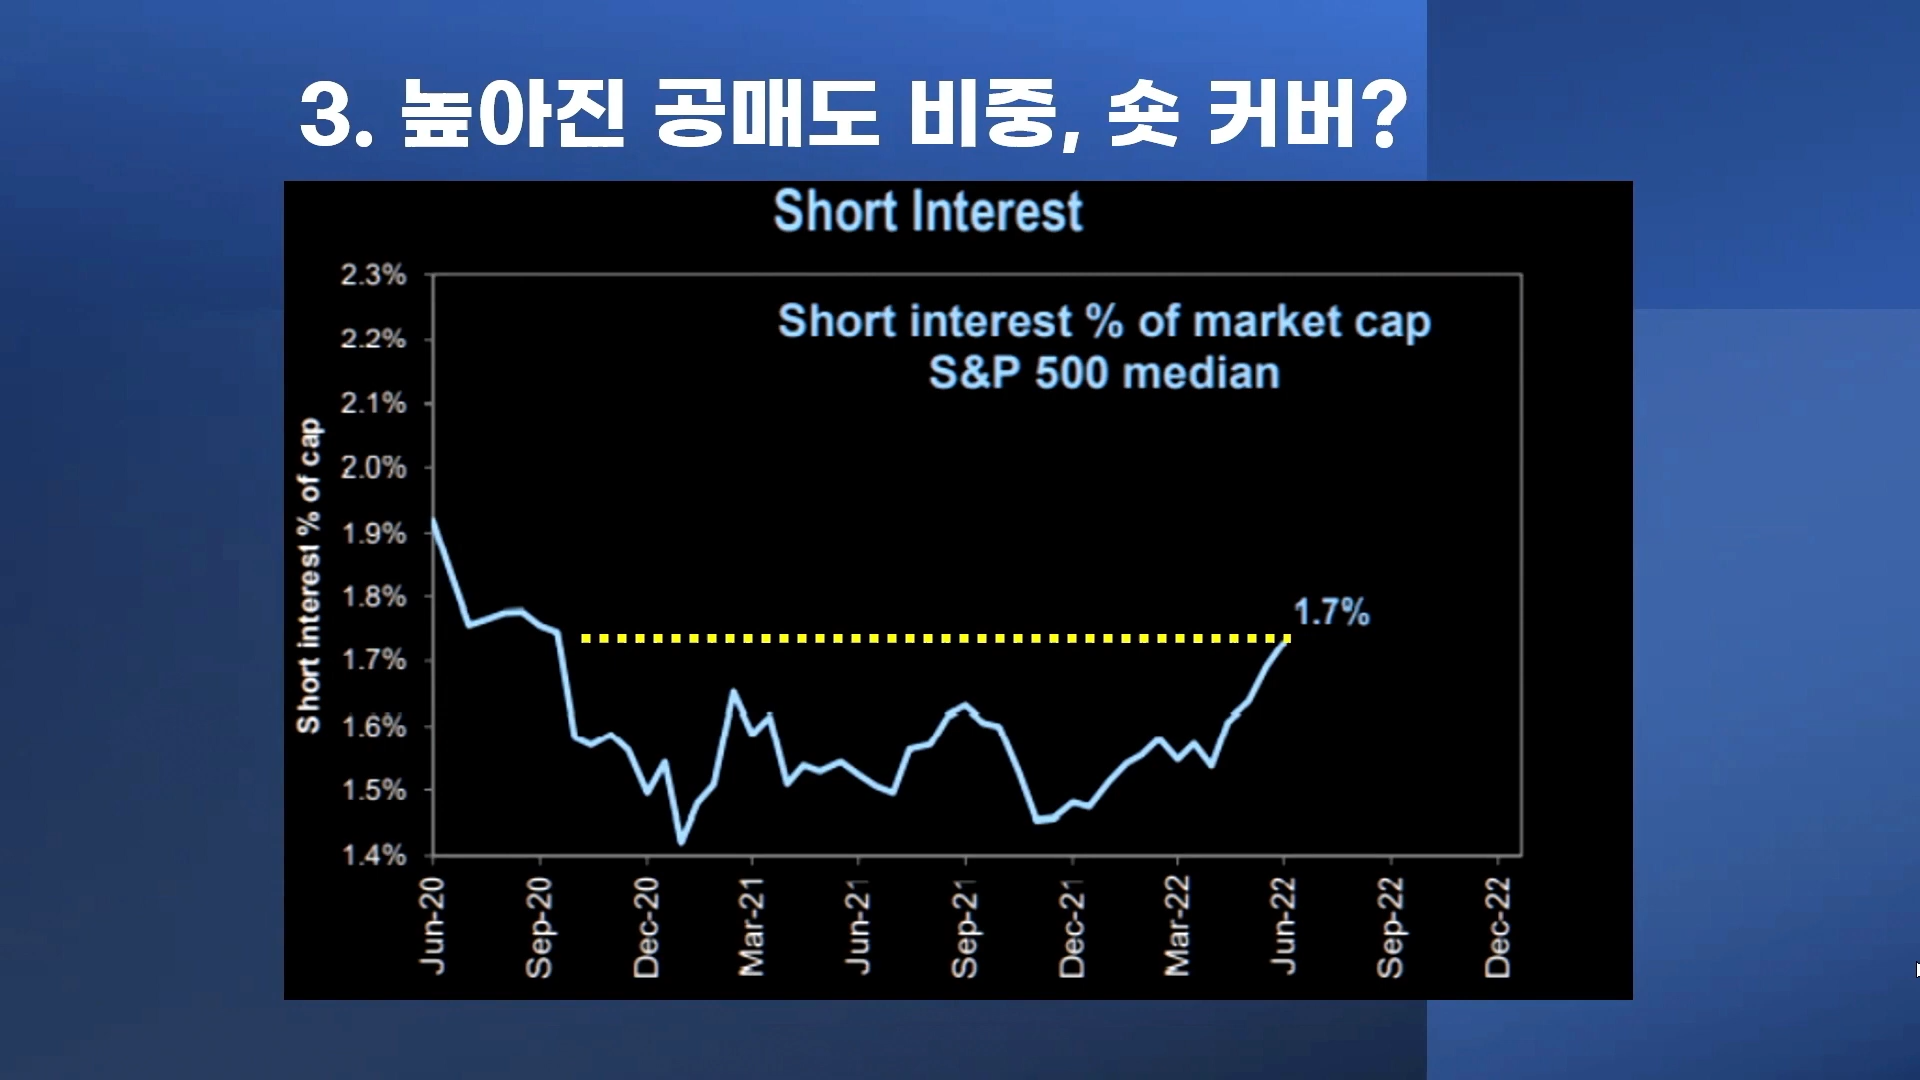 3. 높아진 공매도 비중, 숏 커버?
Short Interest
Short interest % of market cap
S&P 500 median
Short interest % of cap
2.3%
2.2%
2.1%
2.0%
1.9%
1.8%
1.7%
1.6%
1.5%
1.4%
1.7%
Jun-20
Sep-20
Dec-20
Mar-21
Jun-21
Sep-21
Dec-21
Mar-22
Jun-22
Sep-22
Dec-22